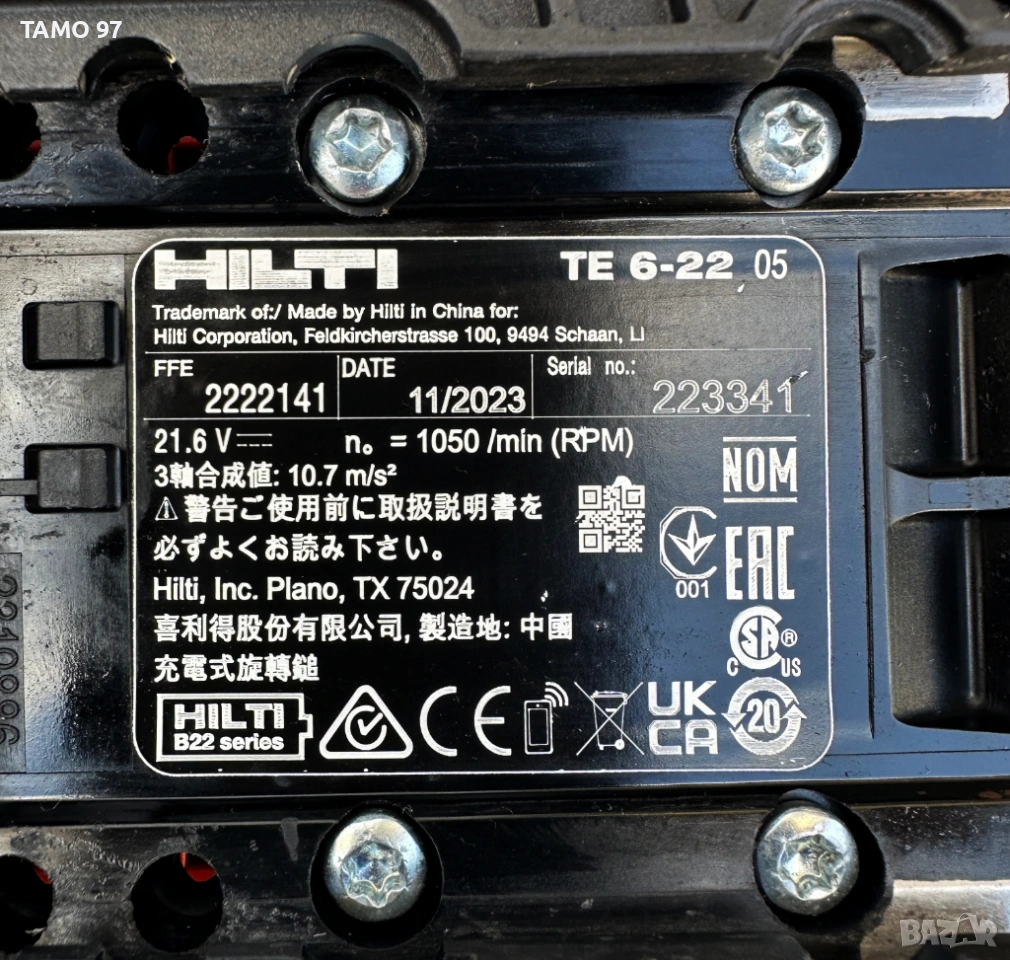 TAMO 97
HILTI TE 6-22 05
Trademark of:/ Made by Hilti in China for:
Hilti Corporation, Feldkircherstrasse 100, 9494 Schaan, LI
FFE DATE Serial no.:
2222141 11/2023 223341
21.6 V n₀ = 1050 /min (RPM)
3軸合成値: 10.7 m/s²
NOM
⚠ 警告ご使用前に取扱説明書を
必ずよくお読み下さい。
EAC
001
Hilti, Inc. Plano, TX 75024
喜利得股份有限公司, 製造地: 中國
C SA ® US
充電式旋轉鎚
HILTI
B22 series
CE
UK
CA
20
BAZAR